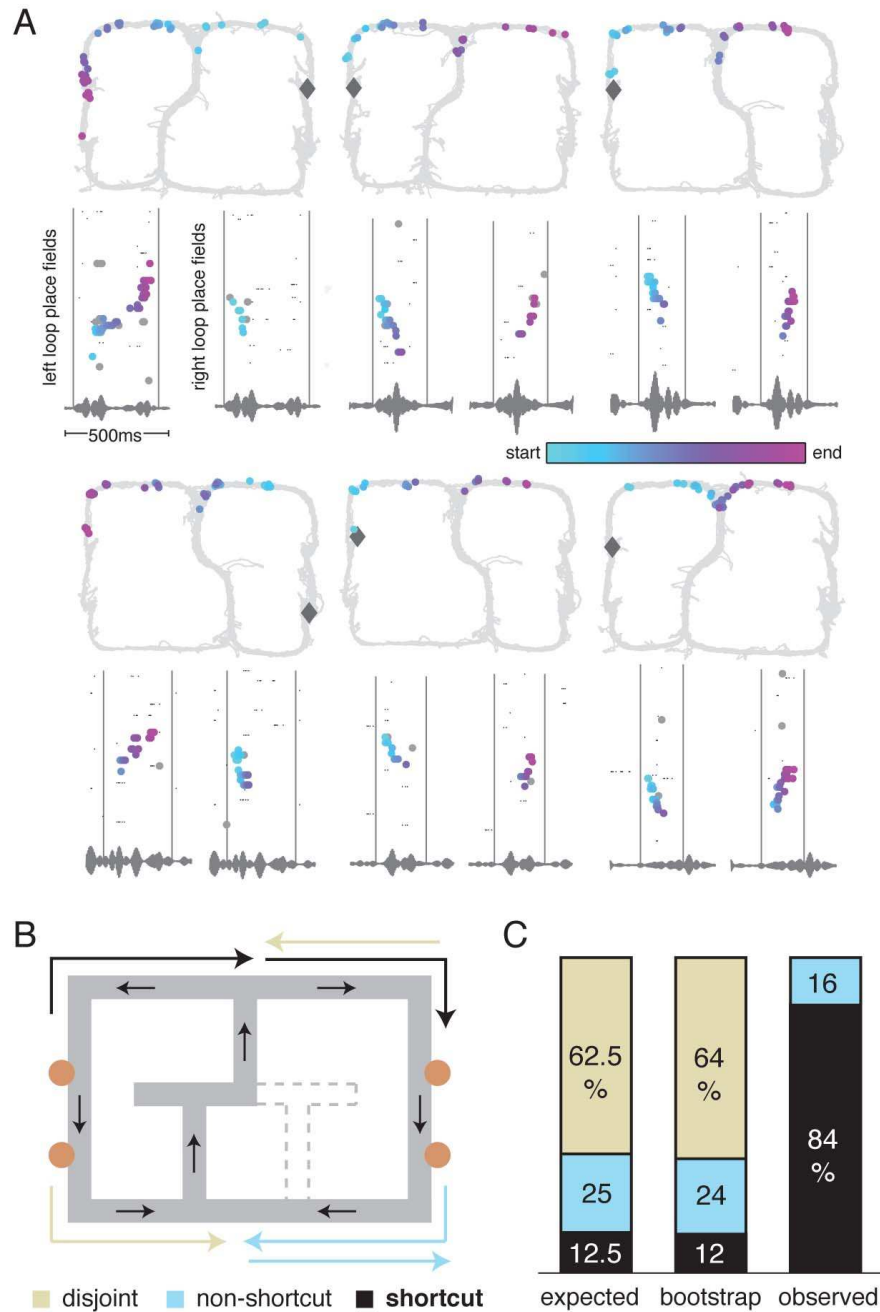 A
left loop place fields
right loop place fields
500ms
start
end
B
C
62.5
%
25
12.5
64
%
24
12
16
84
%
expected
bootstrap
observed
disjoint
non-shortcut
shortcut